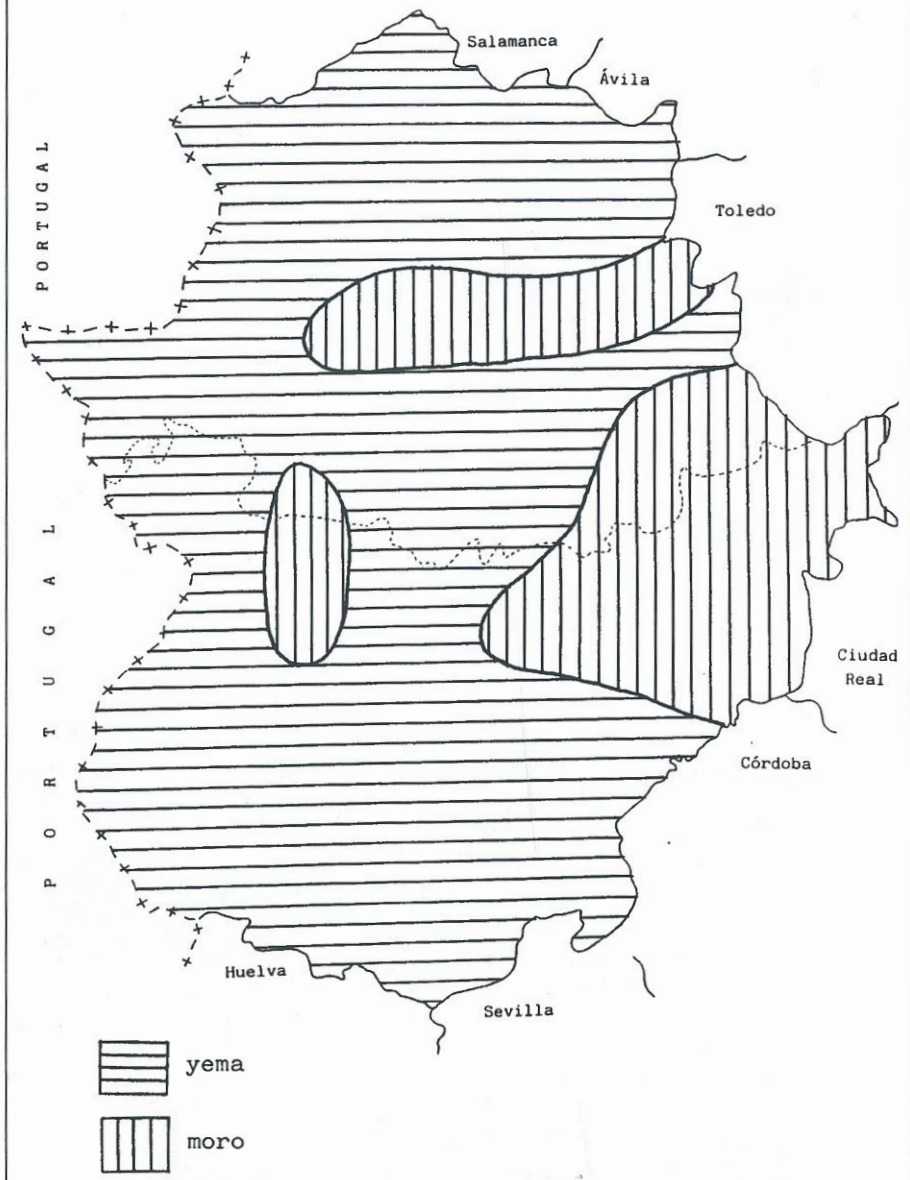 Salamanca
Ávila
PORTUGAL
Toledo
PORTUGAL
Ciudad
Real
Córdoba
Huelva
Sevilla
yema
moro